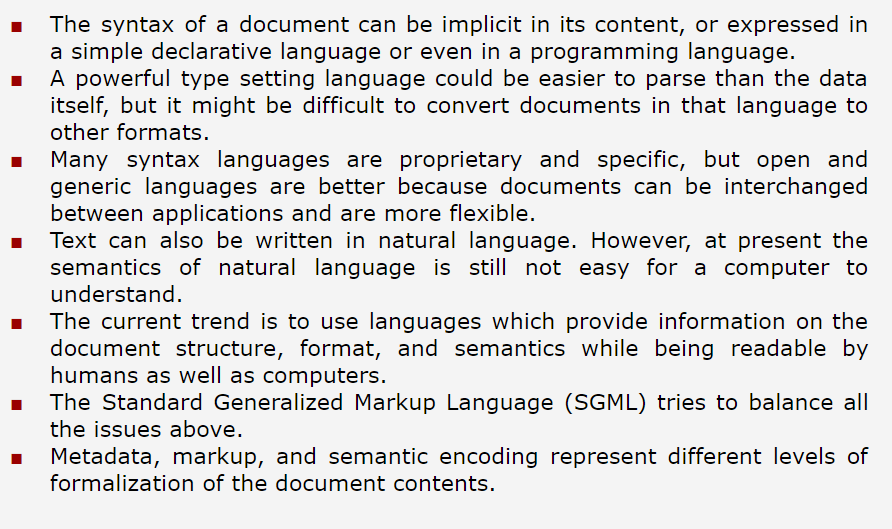 ▪ The syntax of a document can be implicit in its content, or expressed in
a simple declarative language or even in a programming language.
▪ A powerful type setting language could be easier to parse than the data
itself, but it might be difficult to convert documents in that language to
other formats.
▪ Many syntax languages are proprietary and specific, but open and
generic languages are better because documents can be interchanged
between applications and are more flexible.
▪ Text can also be written in natural language. However, at present the
semantics of natural language is still not easy for a computer to
understand.
▪ The current trend is to use languages which provide information on the
document structure, format, and semantics while being readable by
humans as well as computers.
▪ The Standard Generalized Markup Language (SGML) tries to balance all
the issues above.
▪ Metadata, markup, and semantic encoding represent different levels of
formalization of the document contents.